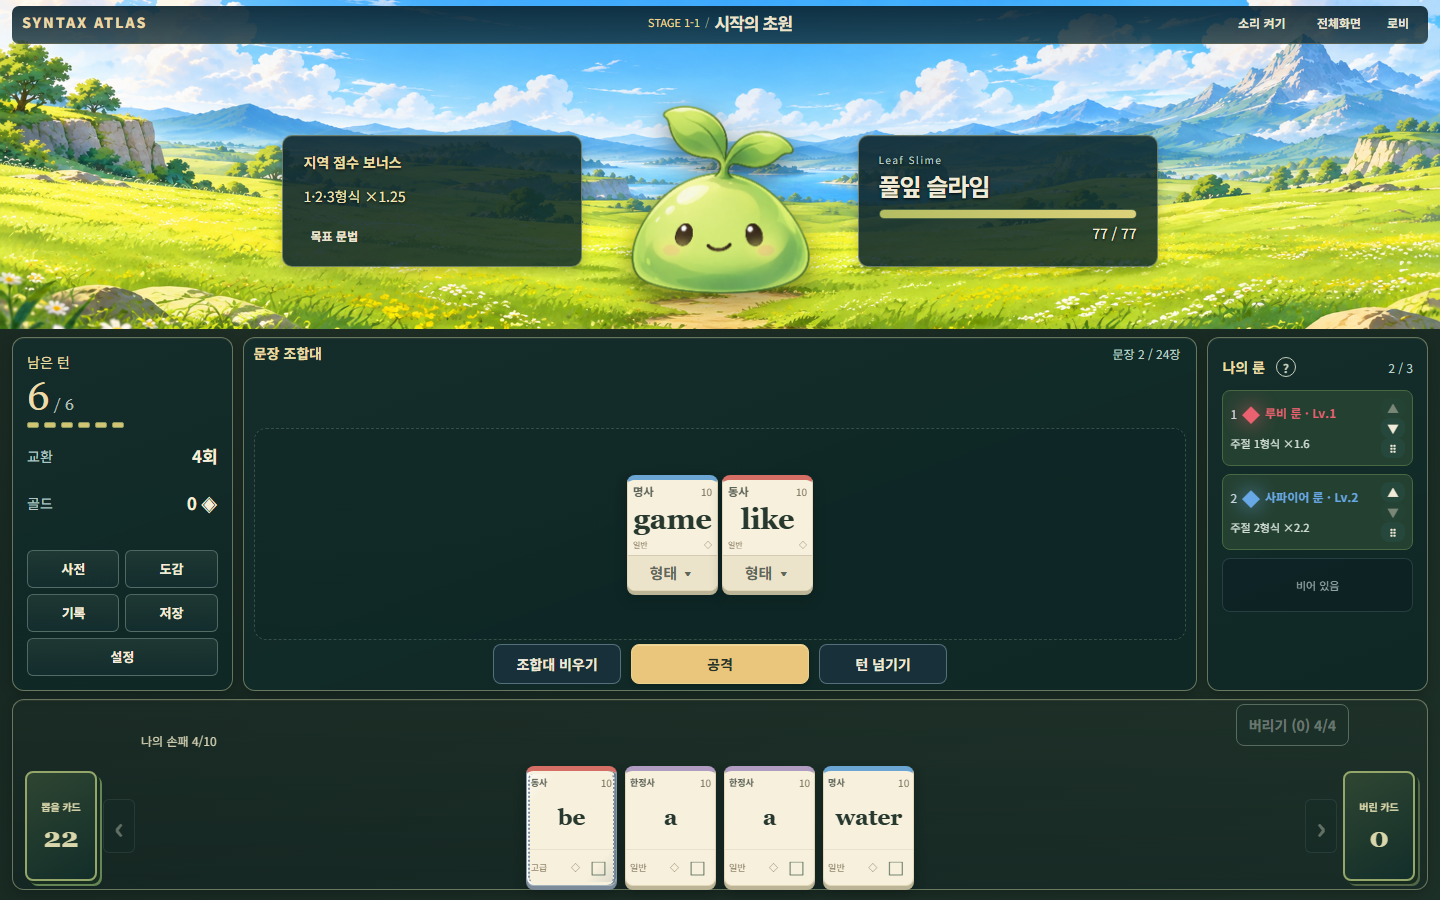 SYNTAX ATLAS
STAGE 1-1 / 시작의 초원
소리 켜기
전체화면
로비
지역 점수 보너스
1·2·3형식 ×1.25
목표 문법
Leaf Slime
풀잎 슬라임
77 / 77
남은 턴
6 / 6
교환 4회
골드 0
사전
도감
기록
저장
설정
문장 조합대
문장 2 / 24장
명사 10
game
일반
형태
동사 10
like
일반
형태
조합대 비우기
공격
턴 넘기기
나의 룬 ?
2 / 3
1 루비 룬 · Lv.1
주절 1형식 ×1.6
2 사파이어 룬 · Lv.2
주절 2형식 ×2.2
비어 있음
나의 손패 4/10
버리기 (0) 4/4
뽑을 카드
22
동사 10
be
고급
한정사 10
a
일반
한정사 10
a
일반
명사 10
water
일반
버린 카드
0